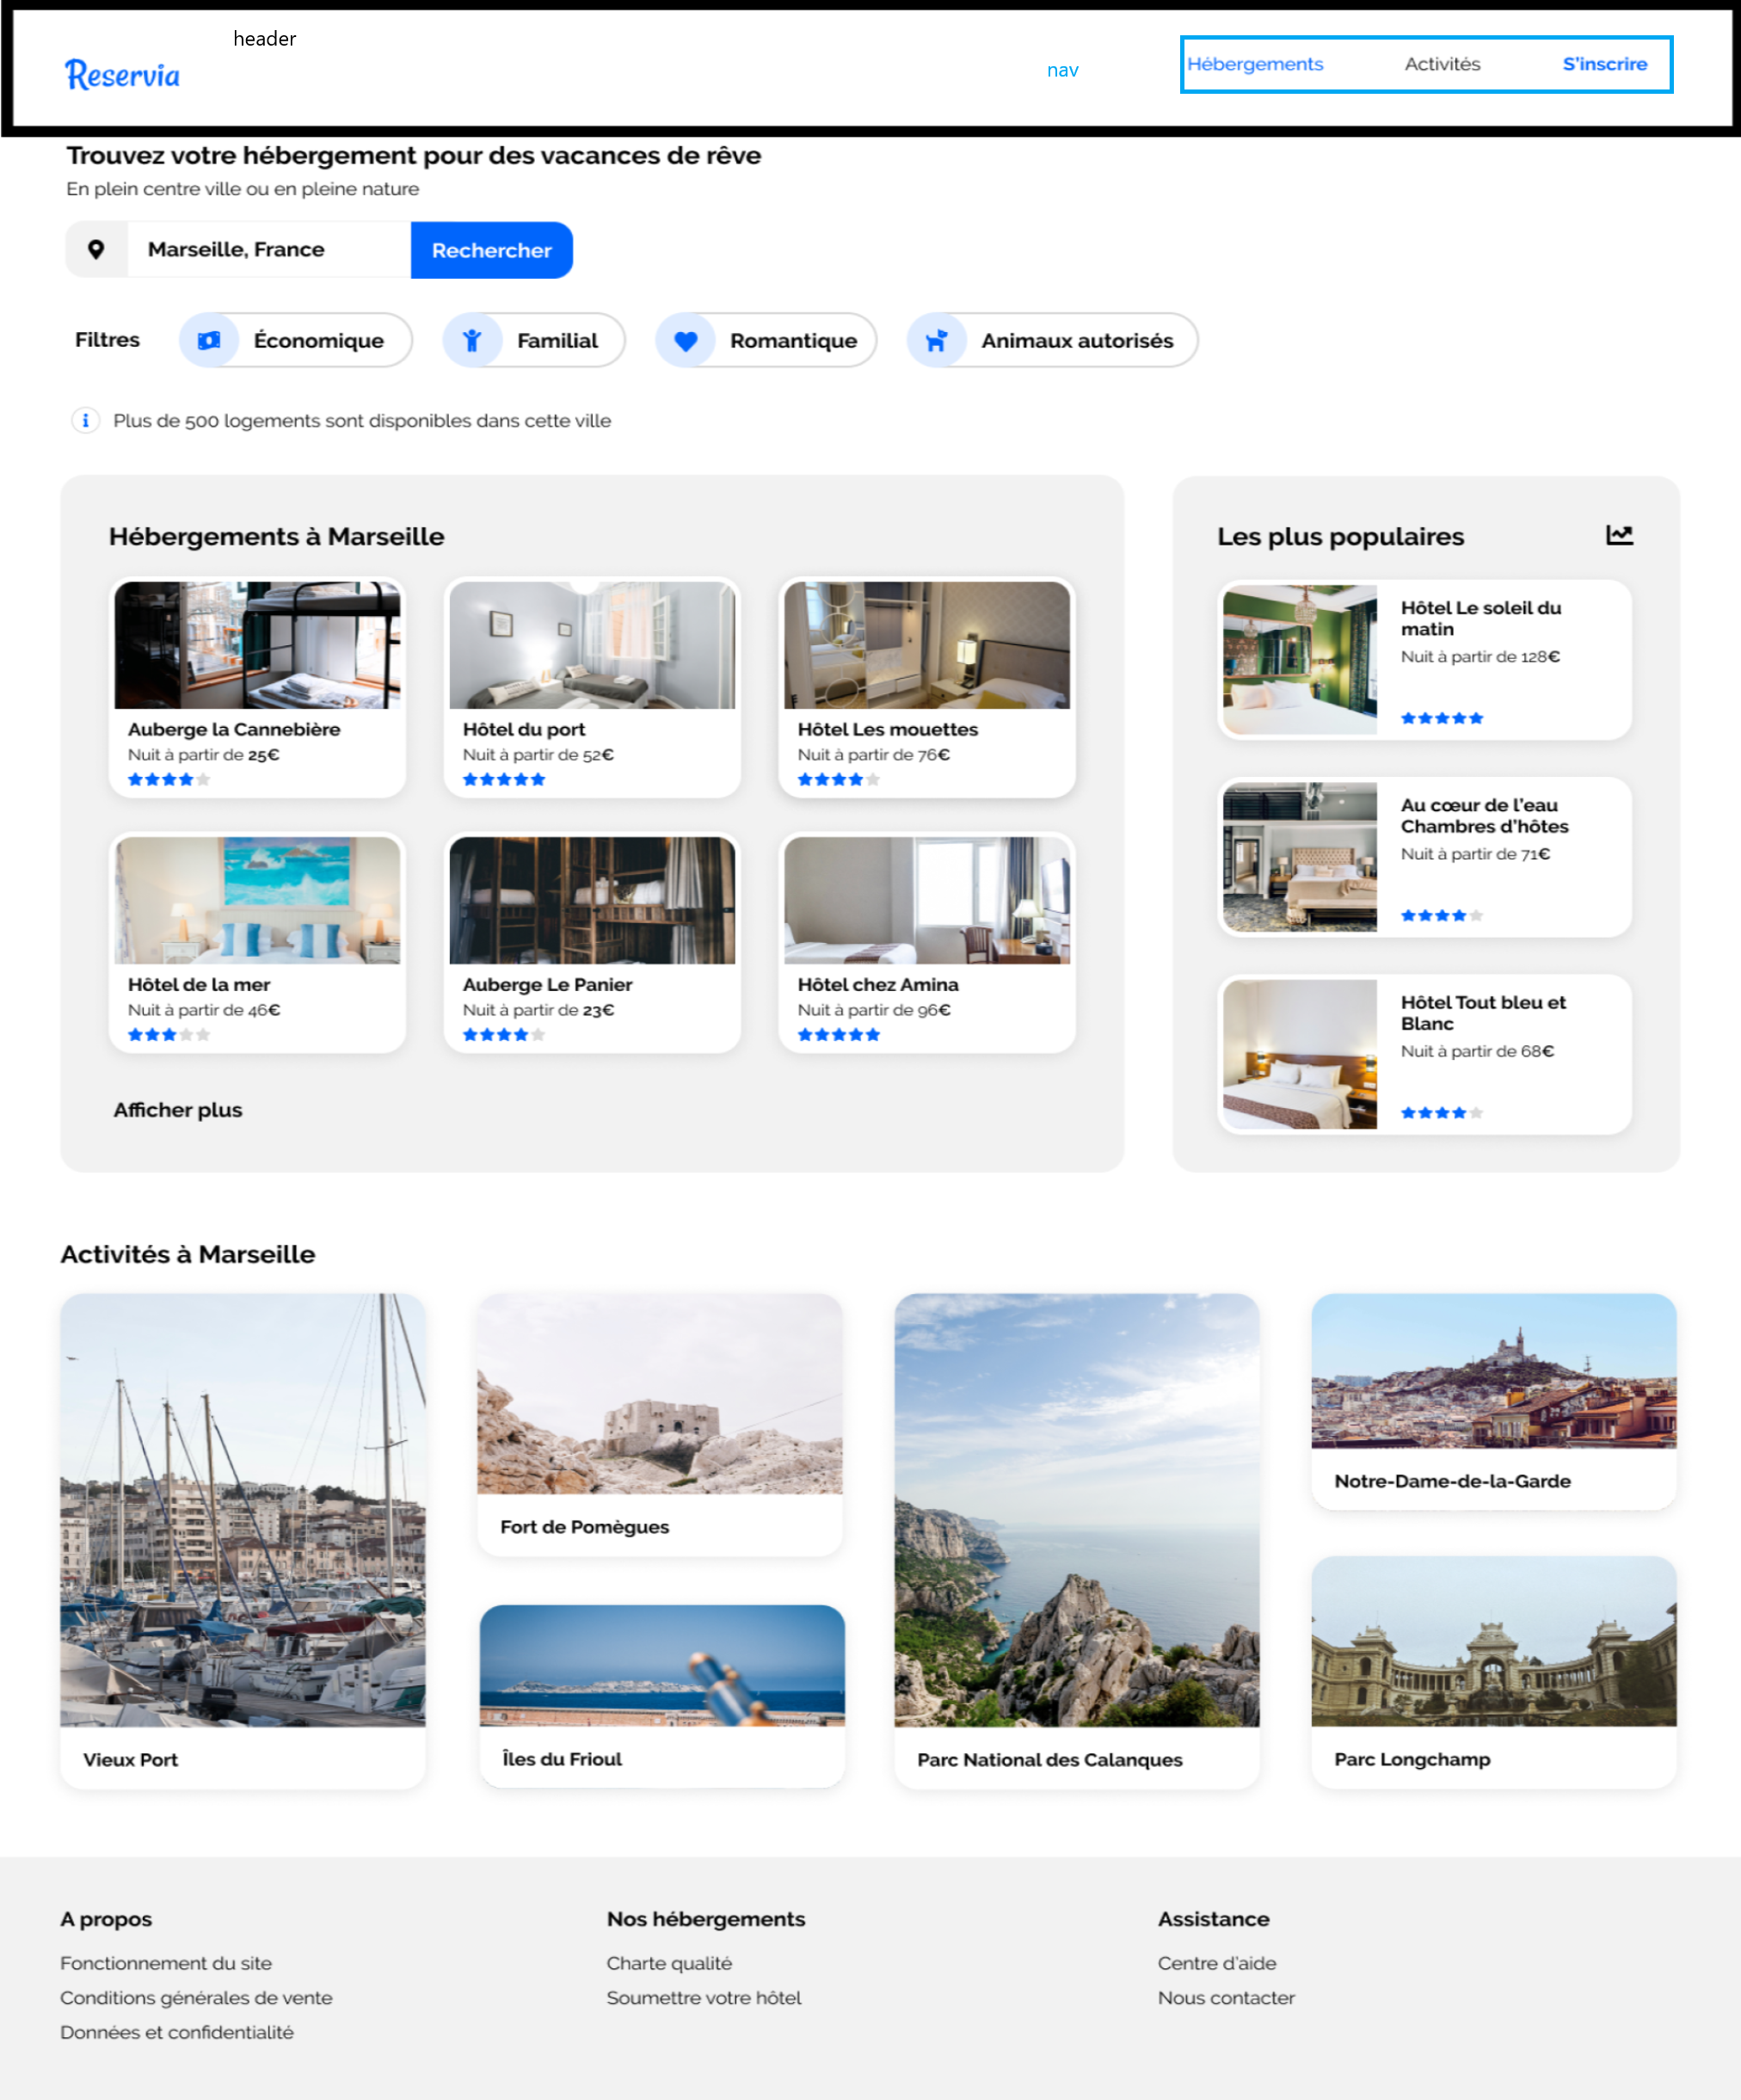 header
Reservia
nav
Hébergements
Activités
S'inscrire
Trouvez votre hébergement pour des vacances de rêve
En plein centre ville ou en pleine nature
Marseille, France
Rechercher
Filtres
Économique
Familial
Romantique
Animaux autorisés
Plus de 500 logements sont disponibles dans cette ville
Hébergements à Marseille
Auberge la Cannebière
Nuit à partir de 25€
Hôtel du port
Nuit à partir de 52€
Hôtel Les mouettes
Nuit à partir de 76€
Hôtel de la mer
Nuit à partir de 46€
Auberge Le Panier
Nuit à partir de 23€
Hôtel chez Amina
Nuit à partir de 96€
Afficher plus
Les plus populaires
Hôtel Le soleil du
matin
Nuit à partir de 128€
Au cœur de l'eau
Chambres d'hôtes
Nuit à partir de 71€
Hôtel Tout bleu et
Blanc
Nuit à partir de 68€
Activités à Marseille
Vieux Port
Fort de Pomègues
Îles du Frioul
Parc National des Calanques
Notre-Dame-de-la-Garde
Parc Longchamp
A propos
Fonctionnement du site
Conditions générales de vente
Données et confidentialité
Nos hébergements
Charte qualité
Soumettre votre hôtel
Assistance
Centre d'aide
Nous contacter